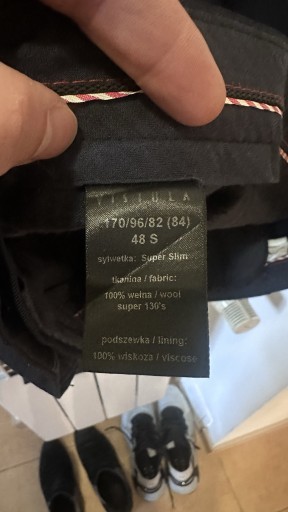 VISTULA
170/96/82 (84)
48 S
sylwetka: Super Slim
tkanina / fabric:
100% wełna / wool
super 130's
podszewka / lining:
100% wiskoza / viscose